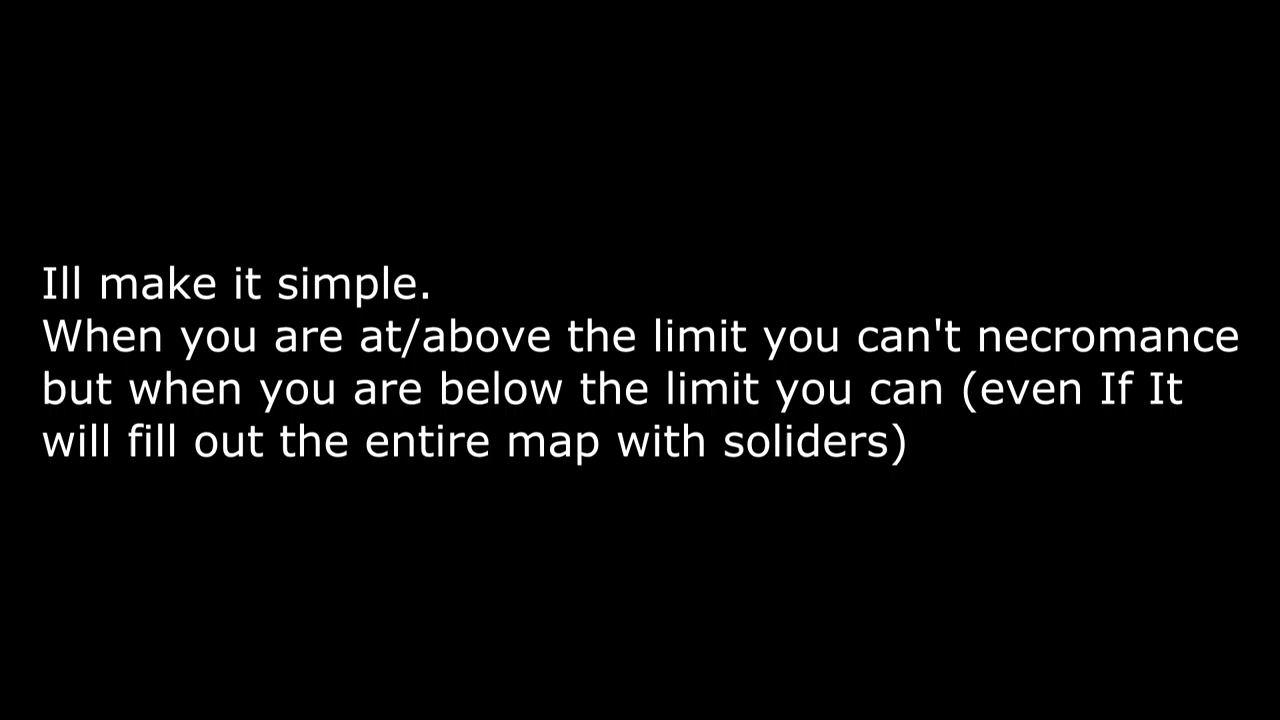 Ill make it simple.
When you are at/above the limit you can't necromance
but when you are below the limit you can (even If It
will fill out the entire map with soliders)